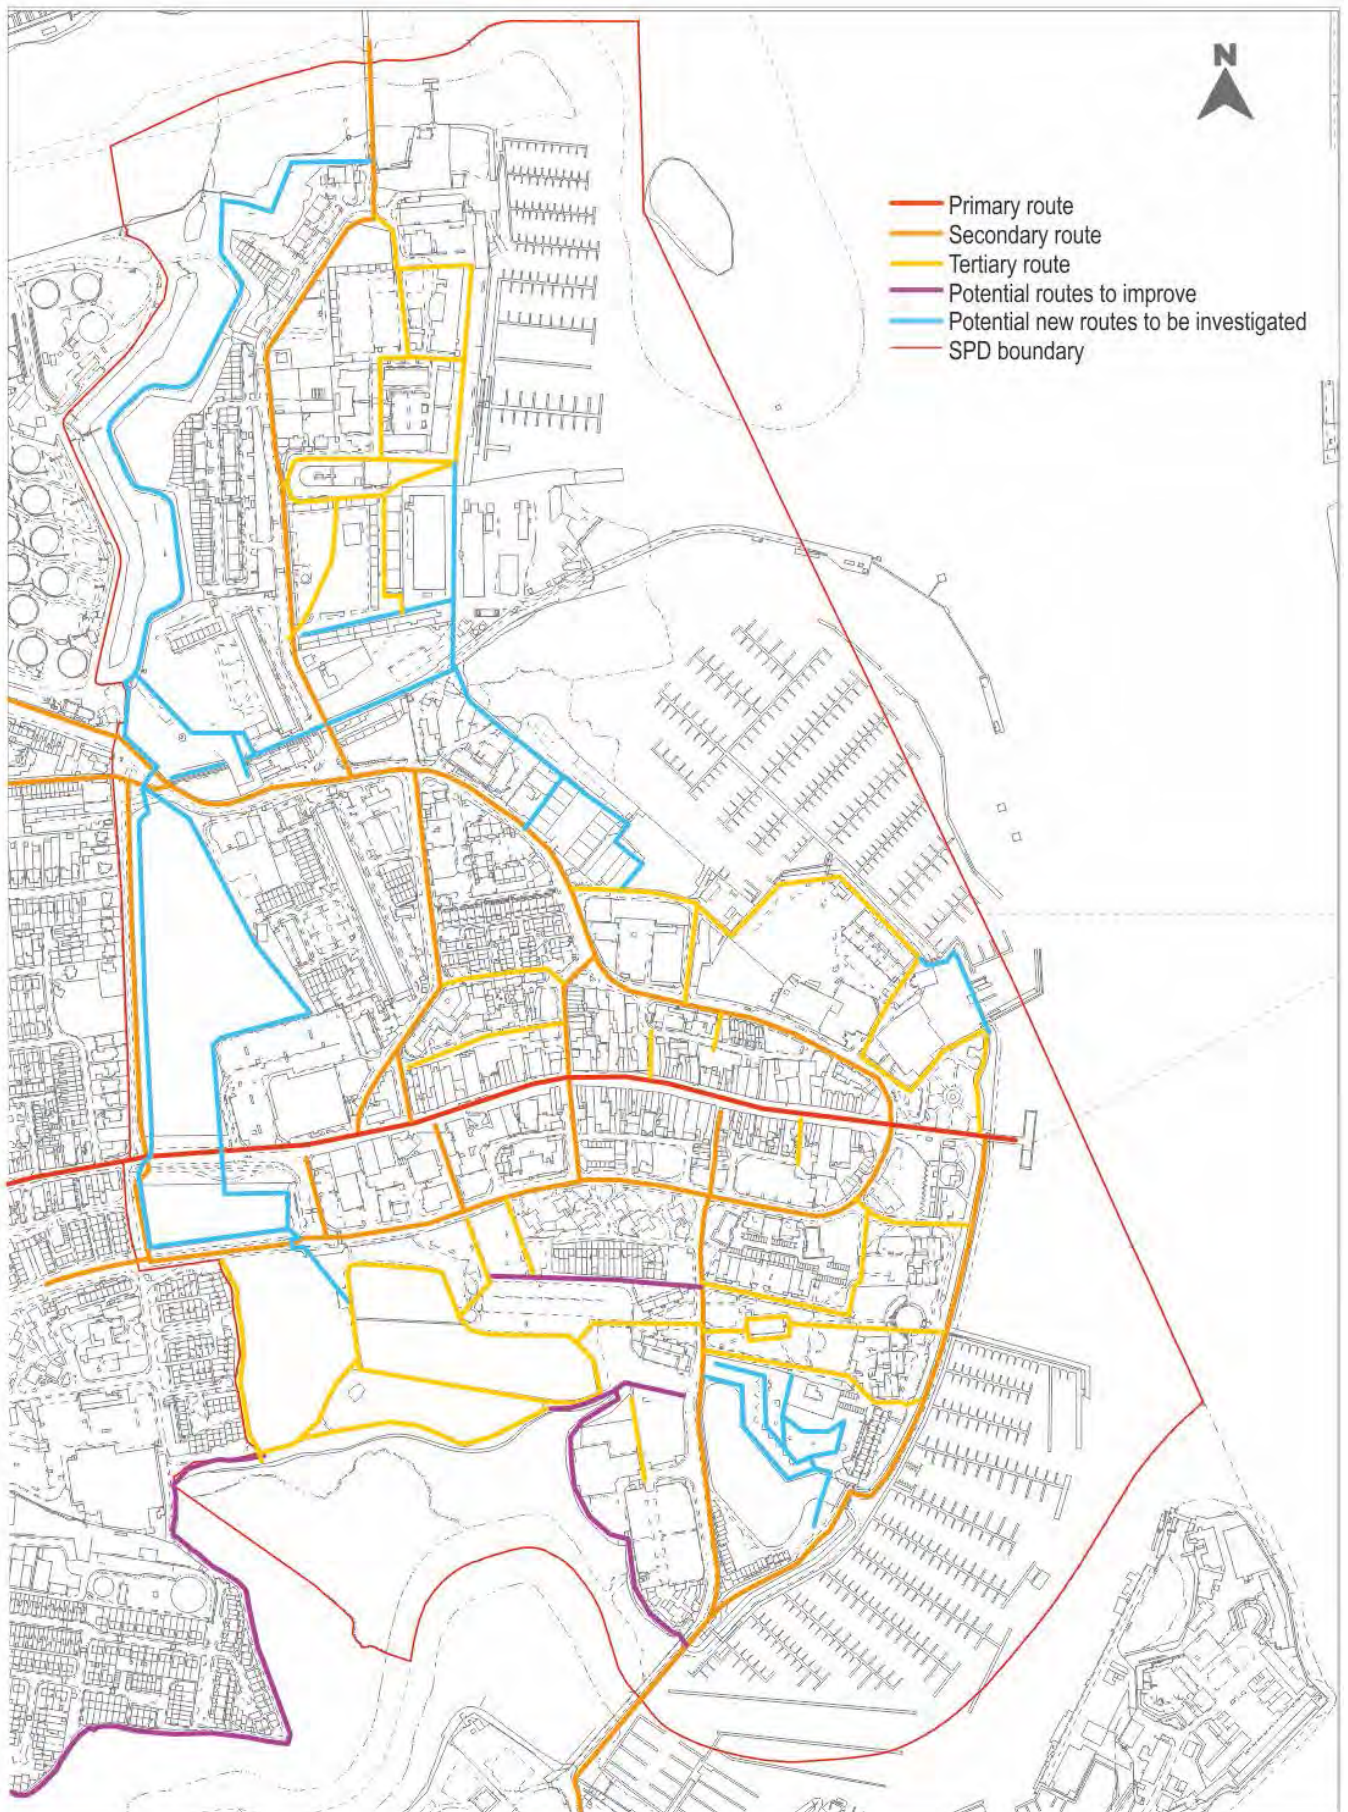 N
Primary route
Secondary route
Tertiary route
Potential routes to improve
Potential new routes to be investigated
SPD boundary